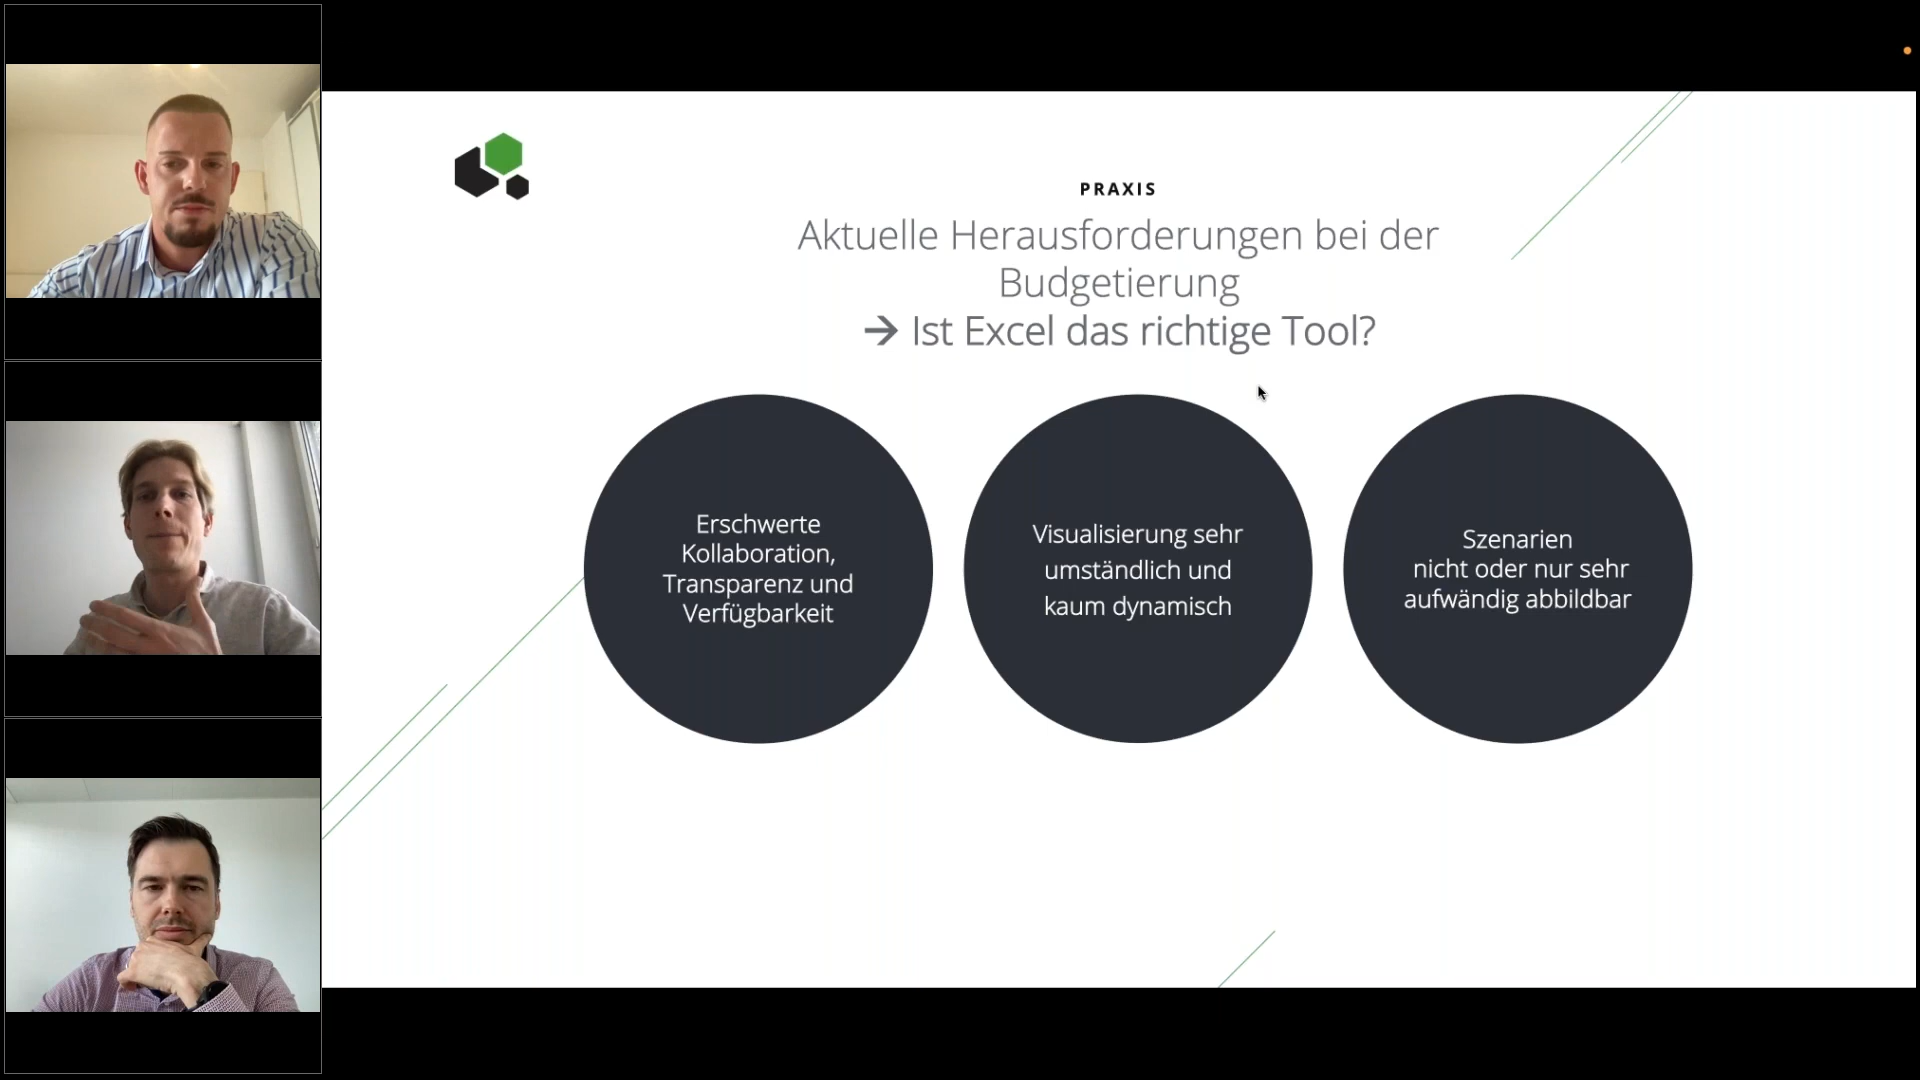 PRAXIS
Aktuelle Herausforderungen bei der
Budgetierung
→ Ist Excel das richtige Tool?
Erschwerte
Kollaboration,
Transparenz und
Verfügbarkeit
Visualisierung sehr
umständlich und
kaum dynamisch
Szenarien
nicht oder nur sehr
aufwändig abbildbar